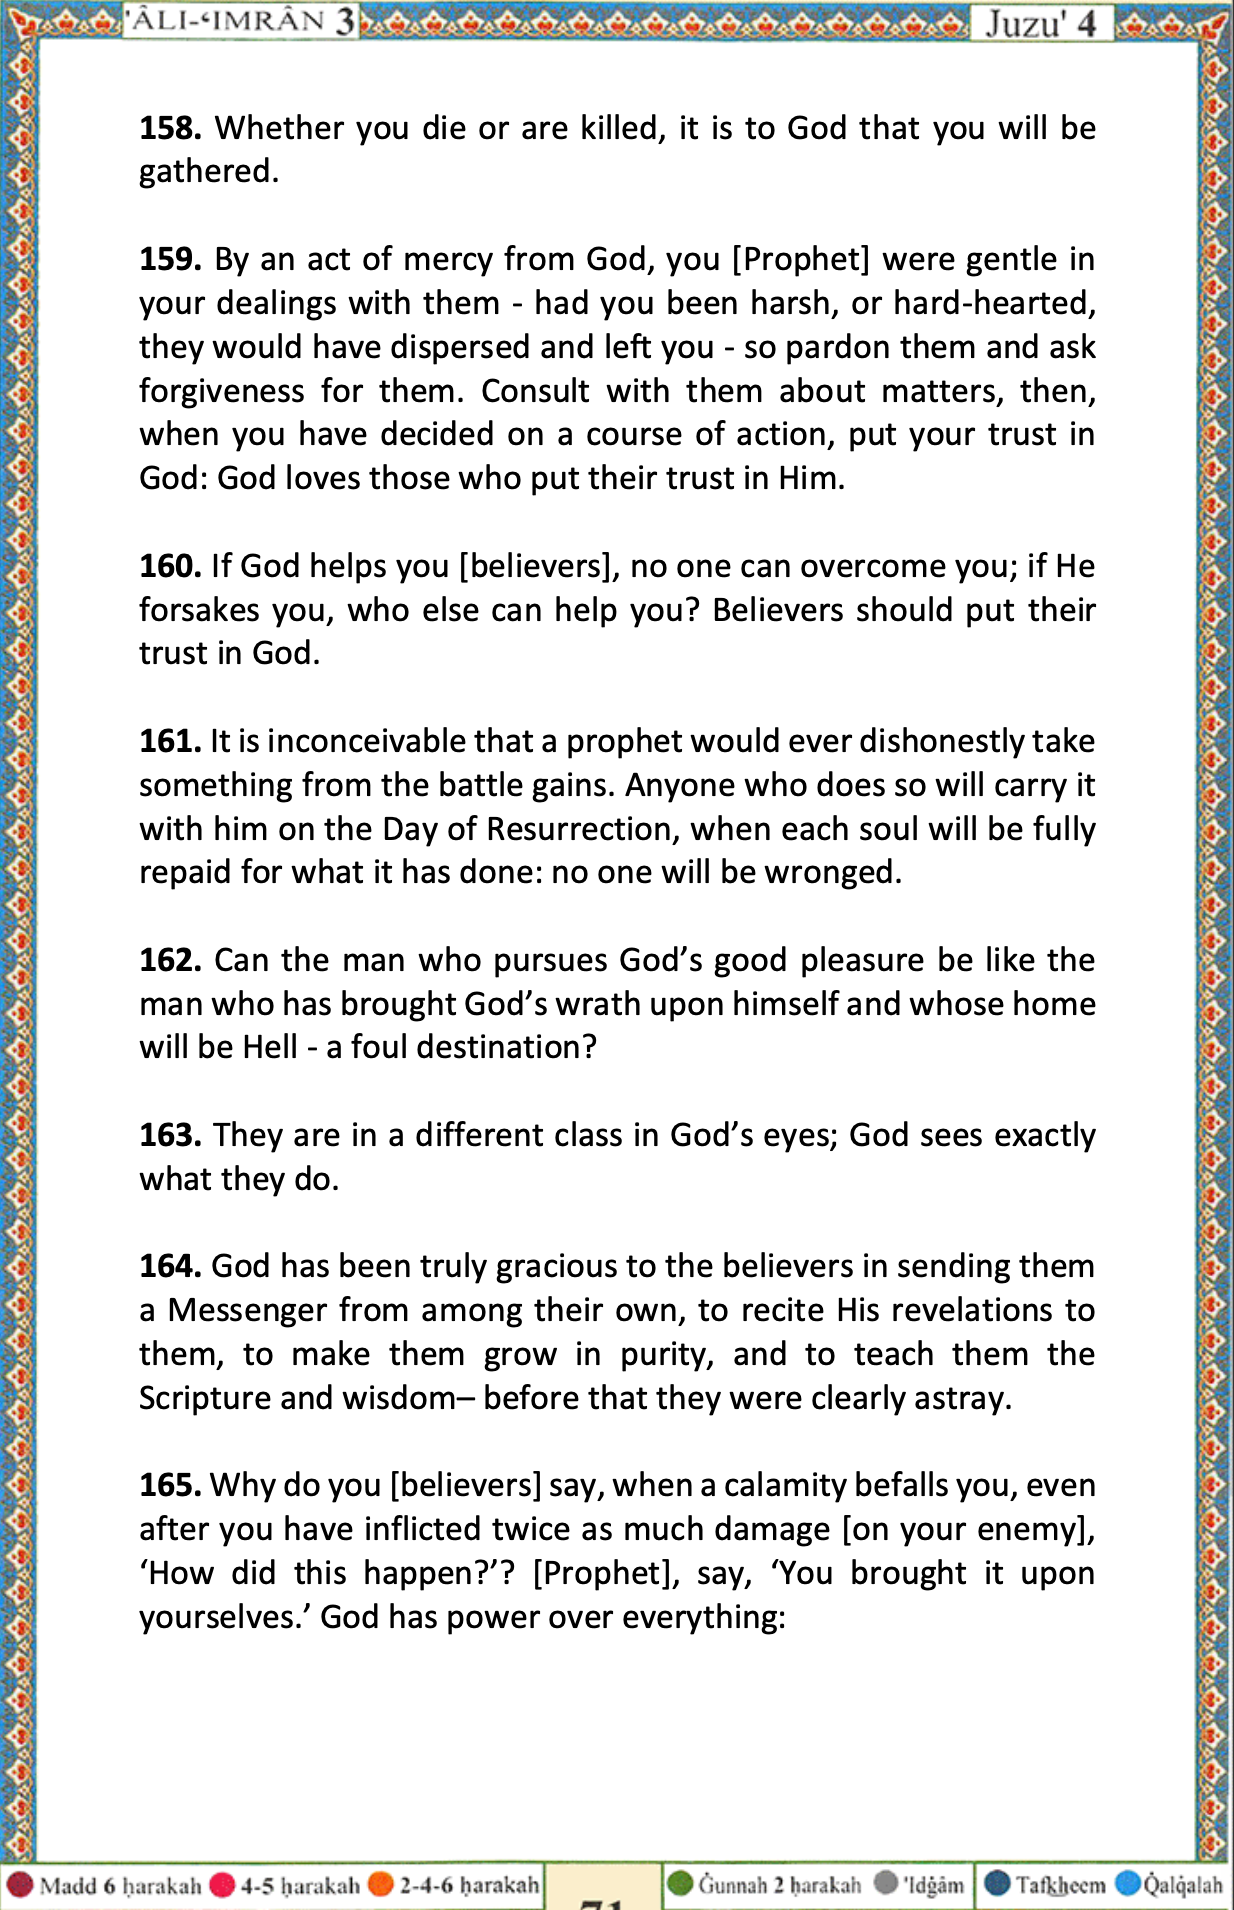 'ÂLI-‘IMRÂN 3
Juzu' 4
158. Whether you die or are killed, it is to God that you will be
gathered.
159. By an act of mercy from God, you [Prophet] were gentle in
your dealings with them - had you been harsh, or hard-hearted,
they would have dispersed and left you - so pardon them and ask
forgiveness for them. Consult with them about matters, then,
when you have decided on a course of action, put your trust in
God: God loves those who put their trust in Him.
160. If God helps you [believers], no one can overcome you; if He
forsakes you, who else can help you? Believers should put their
trust in God.
161. It is inconceivable that a prophet would ever dishonestly take
something from the battle gains. Anyone who does so will carry it
with him on the Day of Resurrection, when each soul will be fully
repaid for what it has done: no one will be wronged.
162. Can the man who pursues God’s good pleasure be like the
man who has brought God’s wrath upon himself and whose home
will be Hell - a foul destination?
163. They are in a different class in God’s eyes; God sees exactly
what they do.
164. God has been truly gracious to the believers in sending them
a Messenger from among their own, to recite His revelations to
them, to make them grow in purity, and to teach them the
Scripture and wisdom– before that they were clearly astray.
165. Why do you [believers] say, when a calamity befalls you, even
after you have inflicted twice as much damage [on your enemy],
‘How did this happen?’? [Prophet], say, ‘You brought it upon
yourselves.’ God has power over everything:
Madd 6 ḥarakah 4-5 ḥarakah 2-4-6 ḥarakah 71 Ġunnah 2 ḥarakah 'Idġâm Tafkheem Q̇alq̇alah